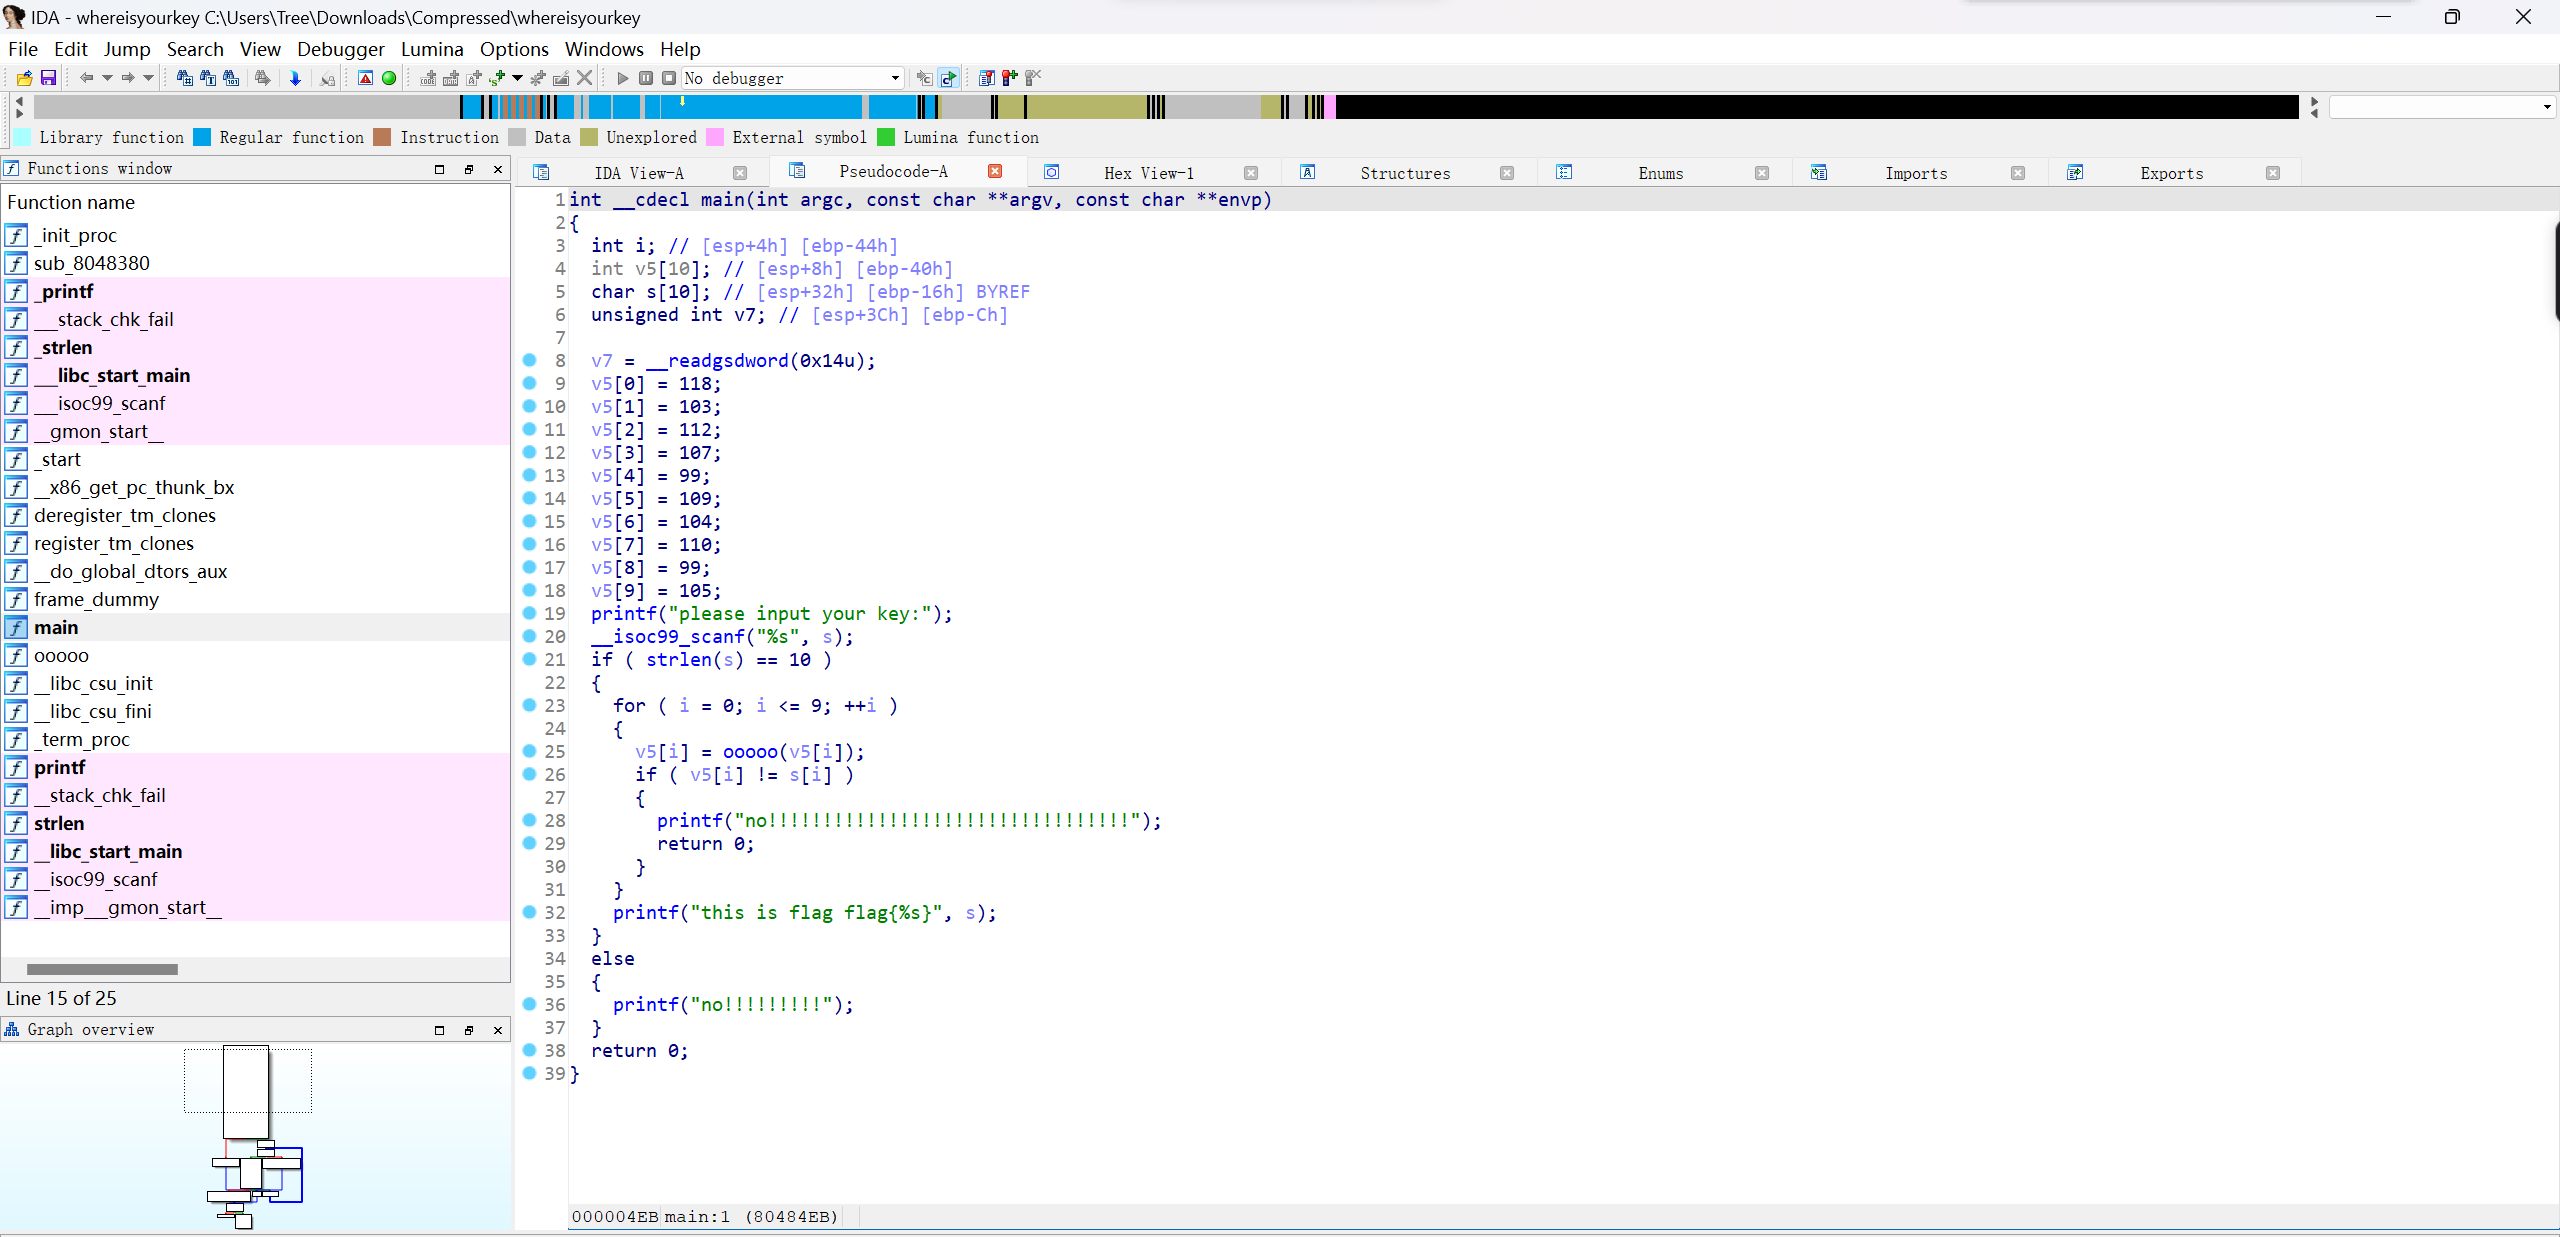 IDA - whereisyourkey C:\Users\Tree\Downloads\Compressed\whereisyourkey
File Edit Jump Search View Debugger Lumina Options Windows Help
No debugger
Library function Regular function Instruction Data Unexplored External symbol Lumina function
Functions window
Function name
_init_proc
sub_8048380
_printf
___stack_chk_fail
_strlen
___libc_start_main
___isoc99_scanf
__gmon_start__
_start
__x86_get_pc_thunk_bx
deregister_tm_clones
register_tm_clones
__do_global_dtors_aux
frame_dummy
main
ooooo
__libc_csu_init
__libc_csu_fini
_term_proc
printf
__stack_chk_fail
strlen
__libc_start_main
__isoc99_scanf
__imp___gmon_start__
Line 15 of 25
Graph overview
IDA View-A Pseudocode-A Hex View-1 Structures Enums Imports Exports
1 int __cdecl main(int argc, const char **argv, const char **envp)
2 {
3 int i; // [esp+4h] [ebp-44h]
4 int v5[10]; // [esp+8h] [ebp-40h]
5 char s[10]; // [esp+32h] [ebp-16h] BYREF
6 unsigned int v7; // [esp+3Ch] [ebp-Ch]
7
8 v7 = __readgsdword(0x14u);
9 v5[0] = 118;
10 v5[1] = 103;
11 v5[2] = 112;
12 v5[3] = 107;
13 v5[4] = 99;
14 v5[5] = 109;
15 v5[6] = 104;
16 v5[7] = 110;
17 v5[8] = 99;
18 v5[9] = 105;
19 printf("please input your key:");
20 __isoc99_scanf("%s", s);
21 if ( strlen(s) == 10 )
22 {
23 for ( i = 0; i <= 9; ++i )
24 {
25 v5[i] = ooooo(v5[i]);
26 if ( v5[i] != s[i] )
27 {
28 printf("no!!!!!!!!!!!!!!!!!!!!!!!!!!!!!!!!!");
29 return 0;
30 }
31 }
32 printf("this is flag flag{%s}", s);
33 }
34 else
35 {
36 printf("no!!!!!!!!!");
37 }
38 return 0;
39 }
000004EB main:1 (80484EB)